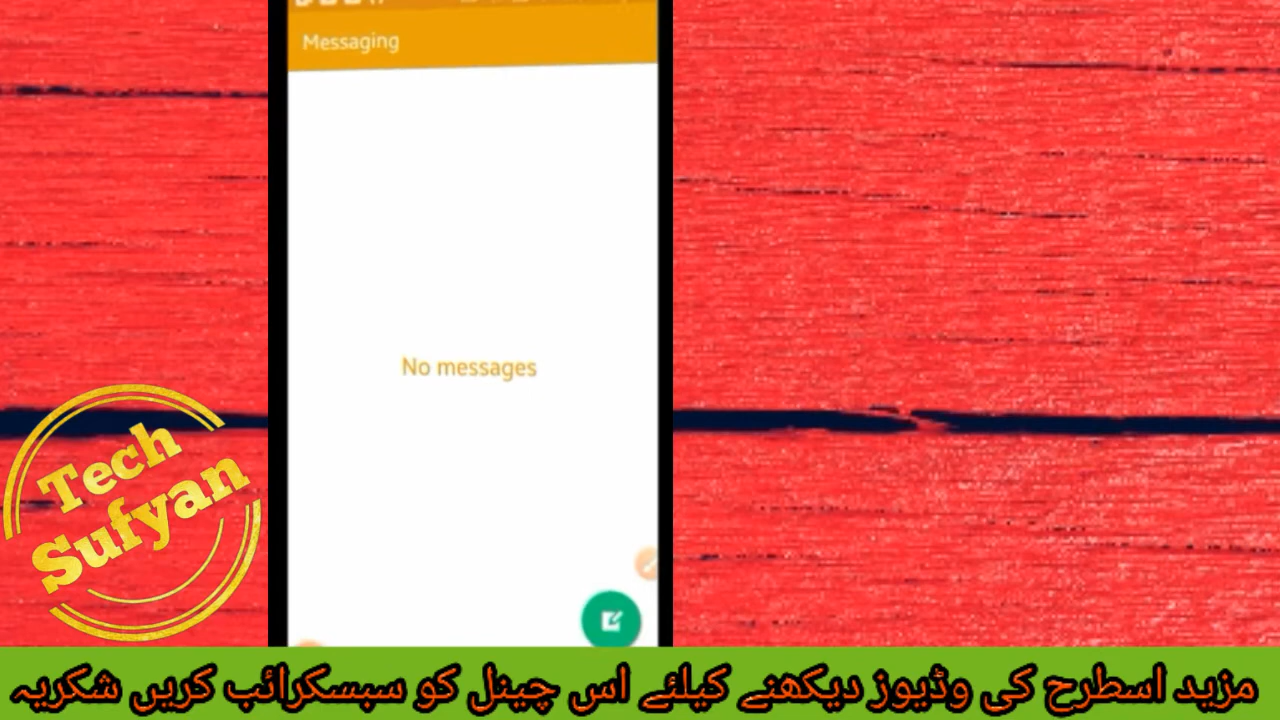 Messaging
No messages
Tech
Sufyan
مزید اسطرح کی وڈیوز دیکھنے کیلئے اس چینل کو سبسکرائب کریں شکریہ